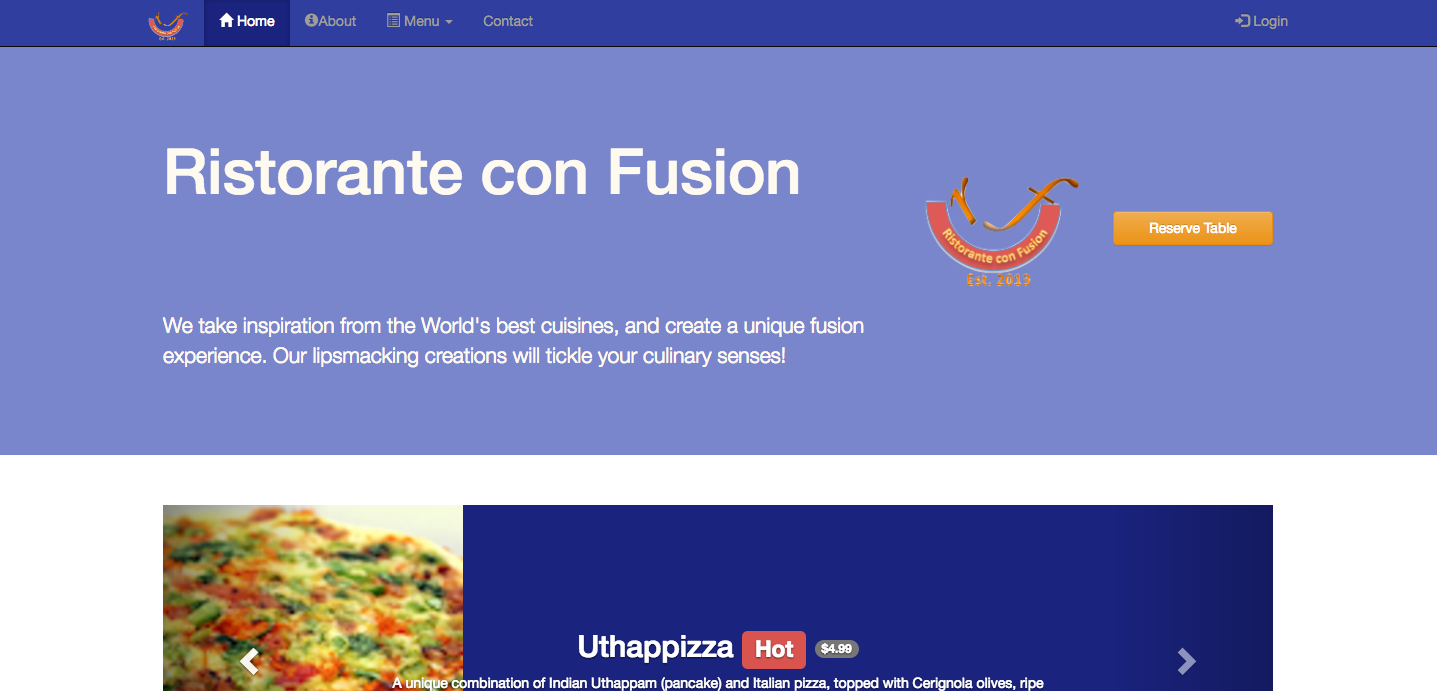 Home About Menu Contact Login
Ristorante con Fusion
Ristorante con Fusion
Est. 2013
Reserve Table
We take inspiration from the World's best cuisines, and create a unique fusion
experience. Our lipsmacking creations will tickle your culinary senses!
Uthappizza Hot $4.99
A unique combination of Indian Uthappam (pancake) and Italian pizza, topped with Cerignola olives, ripe